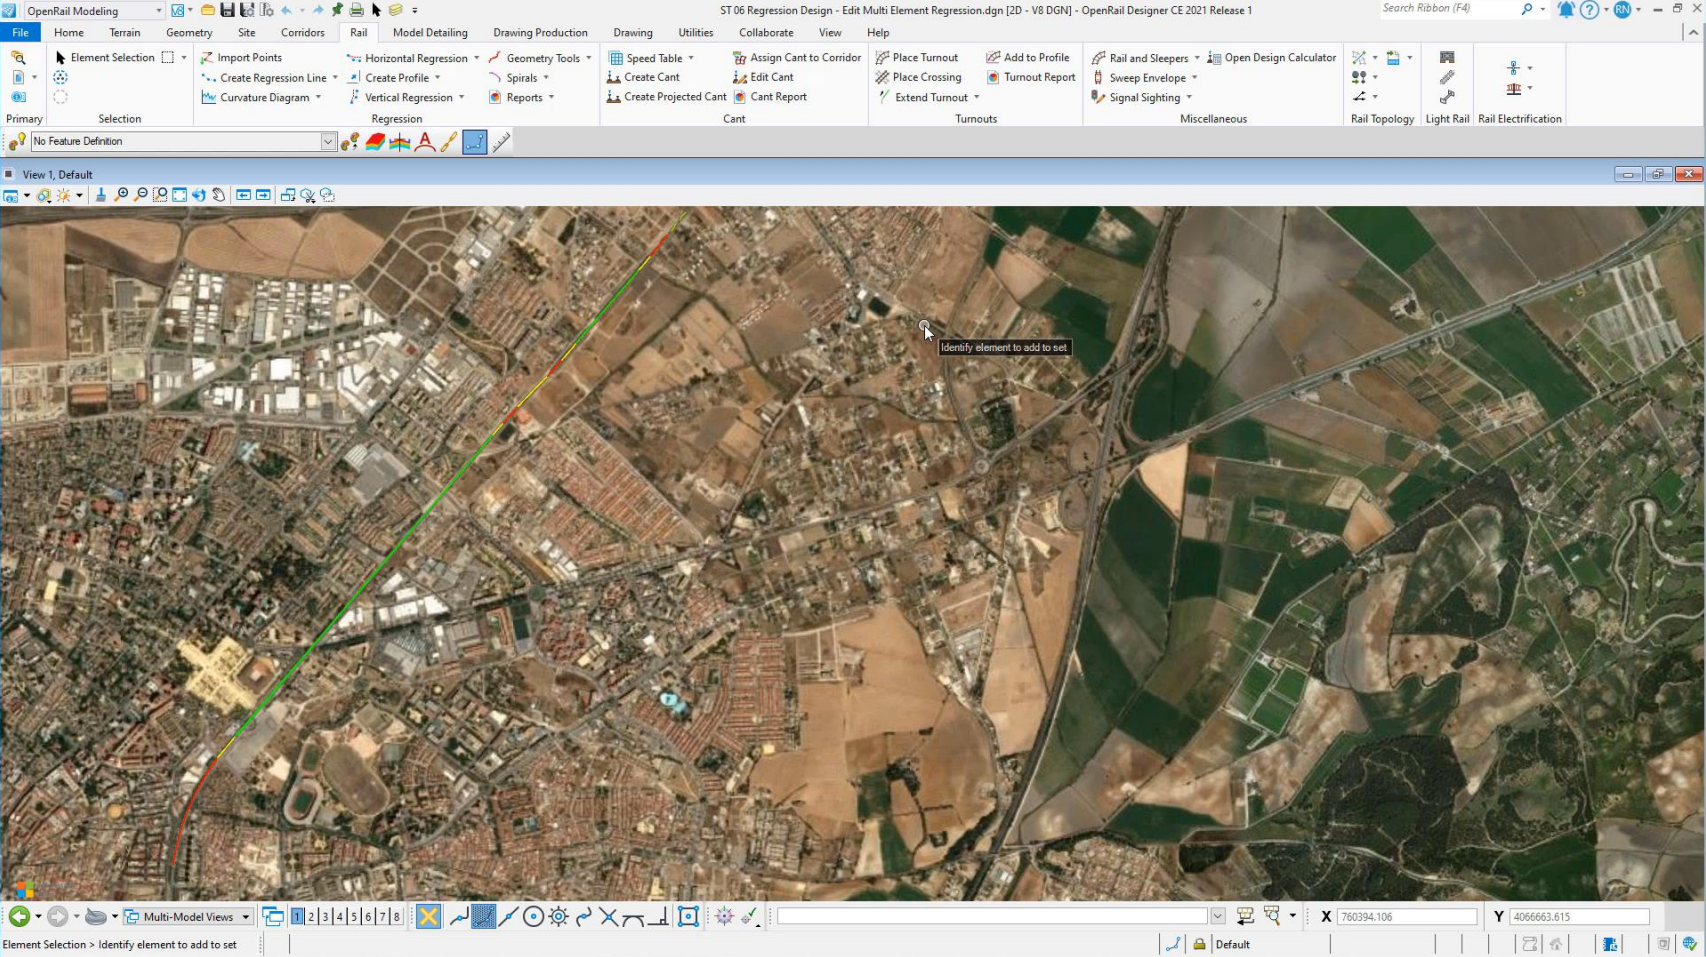 OpenRail Modeling
ST 06 Regression Design - Edit Multi Element Regression.dgn [2D - V8 DGN] - OpenRail Designer CE 2021 Release 1
Search Ribbon (F4)
RN
File Home Terrain Geometry Site Corridors Rail Model Detailing Drawing Production Drawing Utilities Collaborate View Help
Element Selection
Import Points
Create Regression Line
Curvature Diagram
Horizontal Regression
Create Profile
Vertical Regression
Geometry Tools
Spirals
Reports
Speed Table
Create Cant
Create Projected Cant
Assign Cant to Corridor
Edit Cant
Cant Report
Place Turnout
Place Crossing
Extend Turnout
Add to Profile
Turnout Report
Rail and Sleepers
Sweep Envelope
Signal Sighting
Open Design Calculator
Primary Selection Regression Cant Turnouts Miscellaneous Rail Topology Light Rail Rail Electrification
No Feature Definition
View 1, Default
Identify element to add to set
Multi-Model Views
1 2 3 4 5 6 7 8
X 760394.106 Y 4066663.615
Element Selection > Identify element to add to set
Default